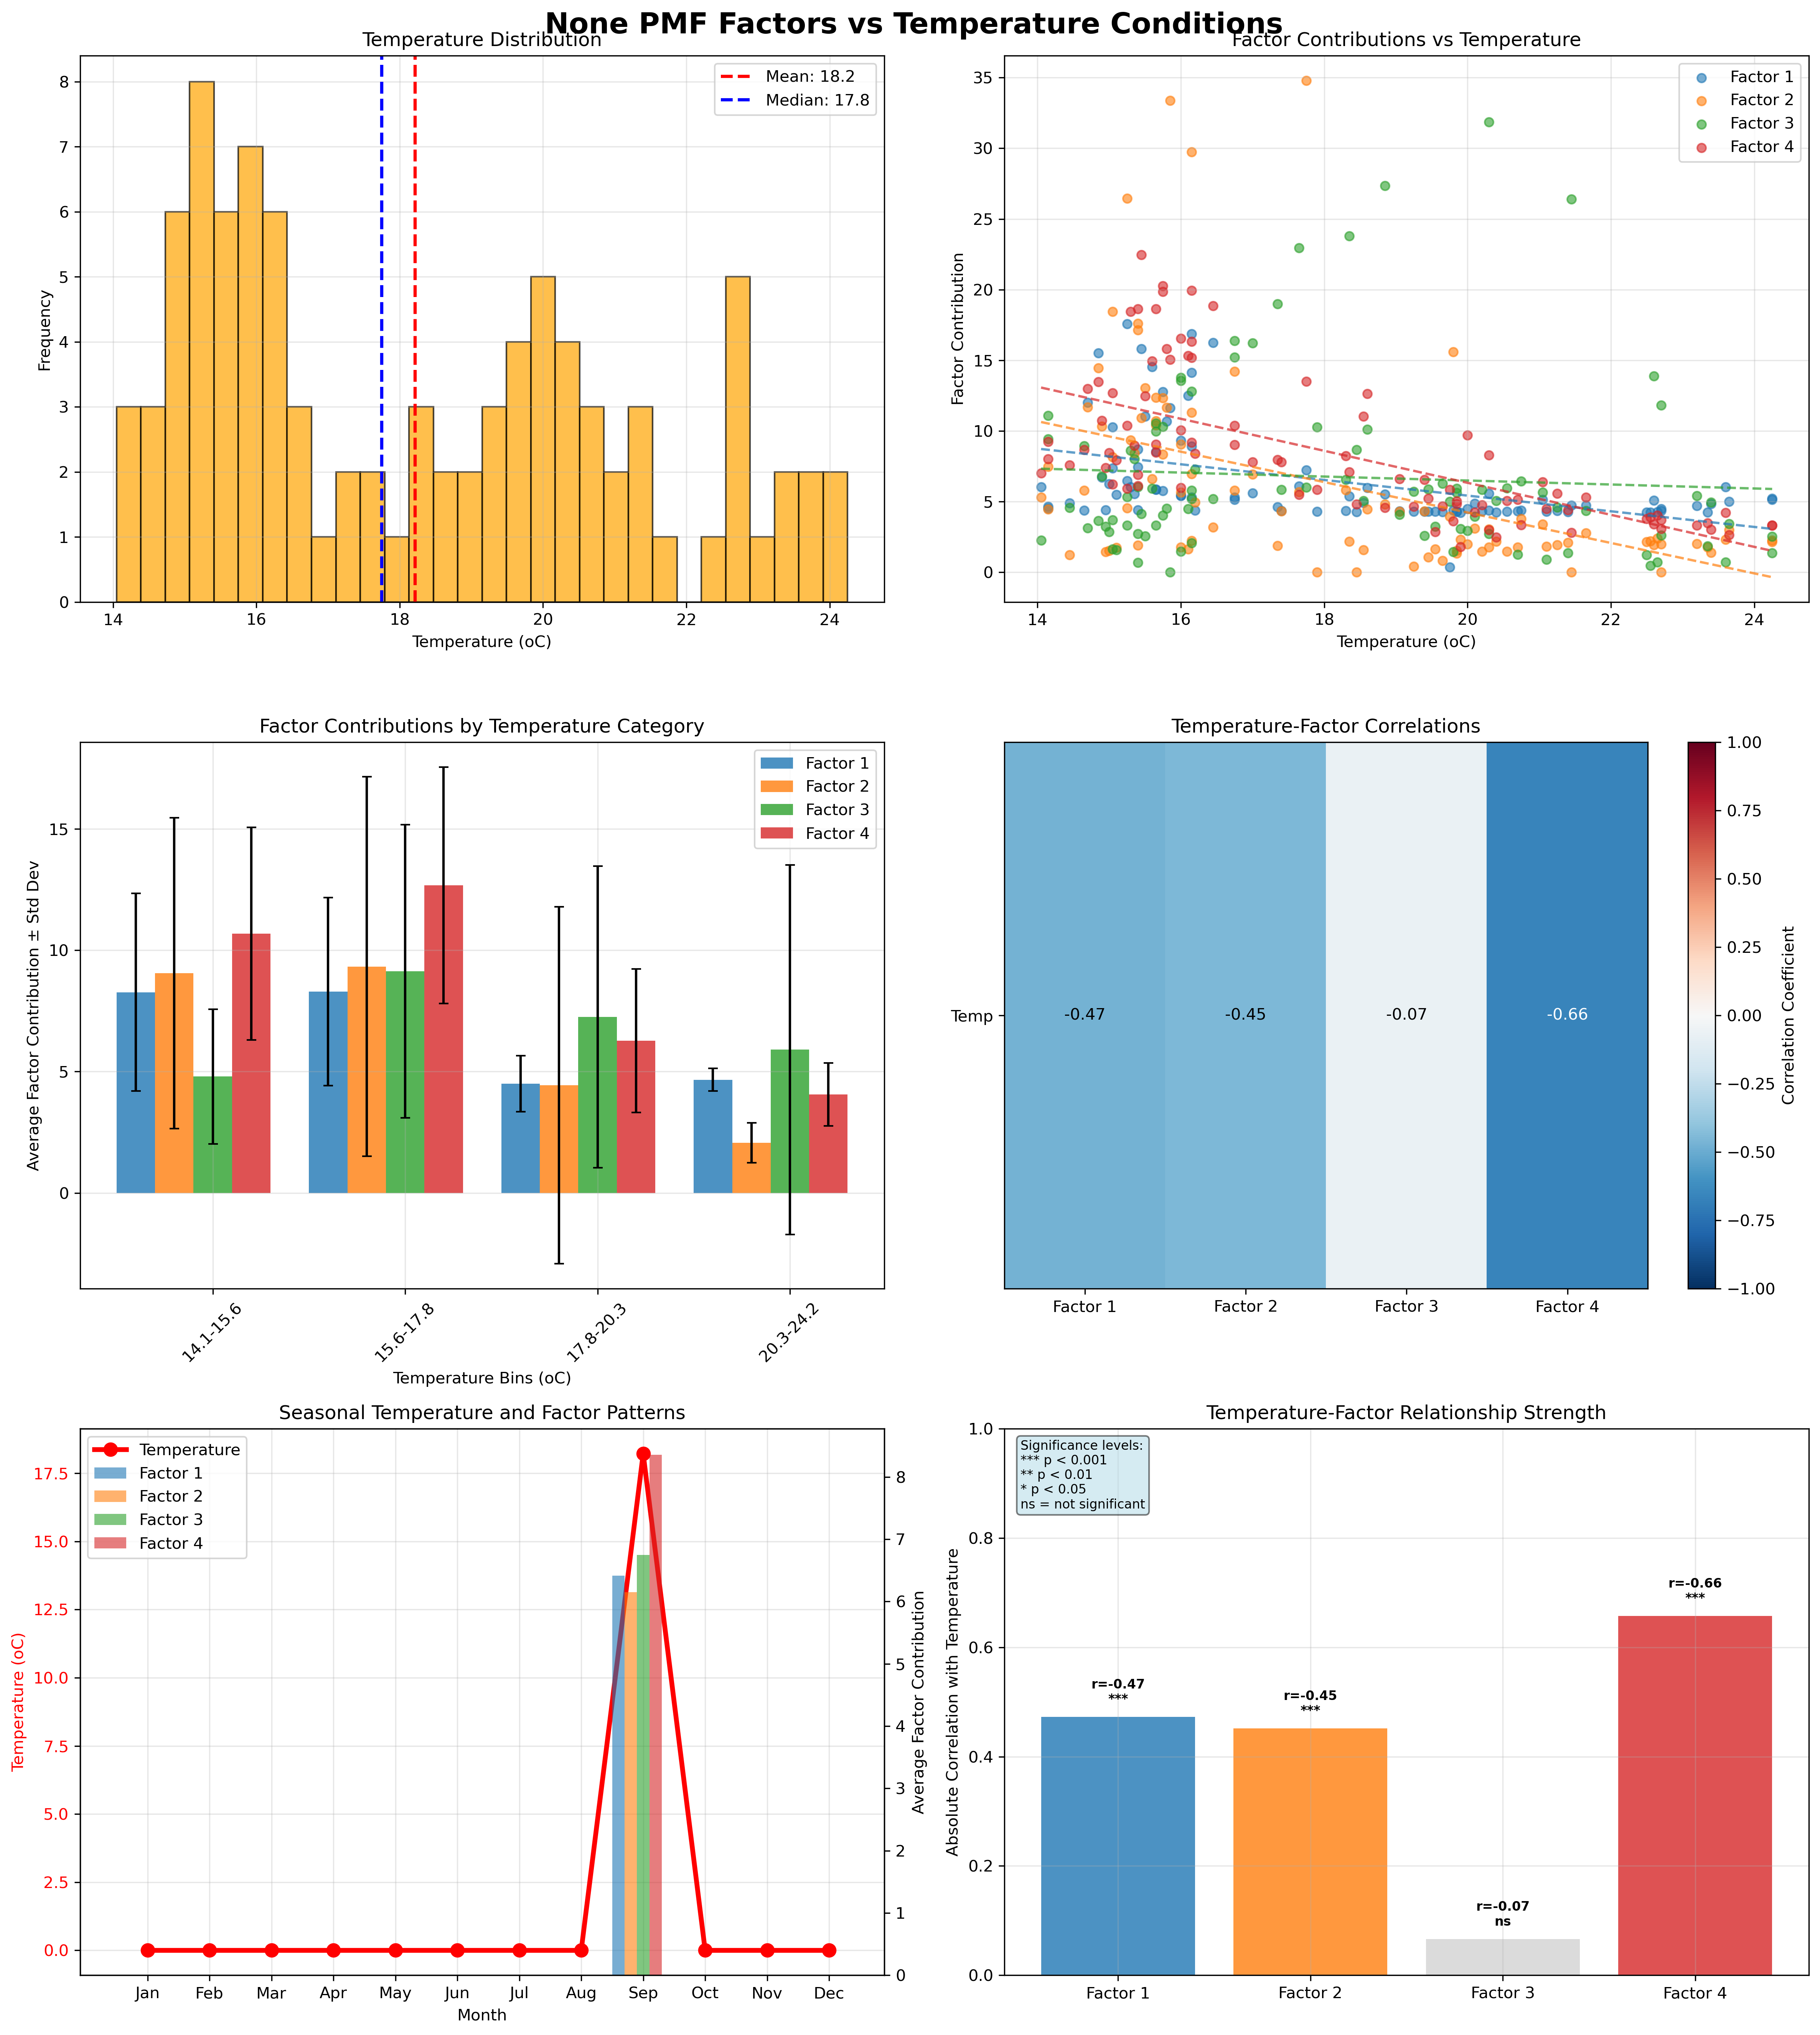 None PMF Factors vs Temperature Conditions
Temperature Distribution
8
7
6
5
4
3
2
1
0
Frequency
14
16
18
20
22
24
Temperature (oC)
Mean: 18.2
Median: 17.8
Factor Contributions vs Temperature
35
30
25
20
15
10
5
0
Factor Contribution
14
16
18
20
22
24
Temperature (oC)
Factor 1
Factor 2
Factor 3
Factor 4
Factor Contributions by Temperature Category
15
10
5
0
Average Factor Contribution ± Std Dev
14.1-15.6
15.6-17.8
17.8-20.3
20.3-24.2
Temperature Bins (oC)
Factor 1
Factor 2
Factor 3
Factor 4
Temperature-Factor Correlations
Temp
-0.47
-0.45
-0.07
-0.66
Factor 1
Factor 2
Factor 3
Factor 4
1.00
0.75
0.50
0.25
0.00
−0.25
−0.50
−0.75
−1.00
Correlation Coefficient
Seasonal Temperature and Factor Patterns
Temperature
Factor 1
Factor 2
Factor 3
Factor 4
17.5
15.0
12.5
10.0
7.5
5.0
2.5
0.0
Temperature (oC)
8
7
6
5
4
3
2
1
0
Average Factor Contribution
Jan
Feb
Mar
Apr
May
Jun
Jul
Aug
Sep
Oct
Nov
Dec
Month
Temperature-Factor Relationship Strength
Significance levels:
*** p < 0.001
** p < 0.01
* p < 0.05
ns = not significant
1.0
0.8
0.6
0.4
0.2
0.0
Absolute Correlation with Temperature
r=-0.47
***
r=-0.45
***
r=-0.07
ns
r=-0.66
***
Factor 1
Factor 2
Factor 3
Factor 4